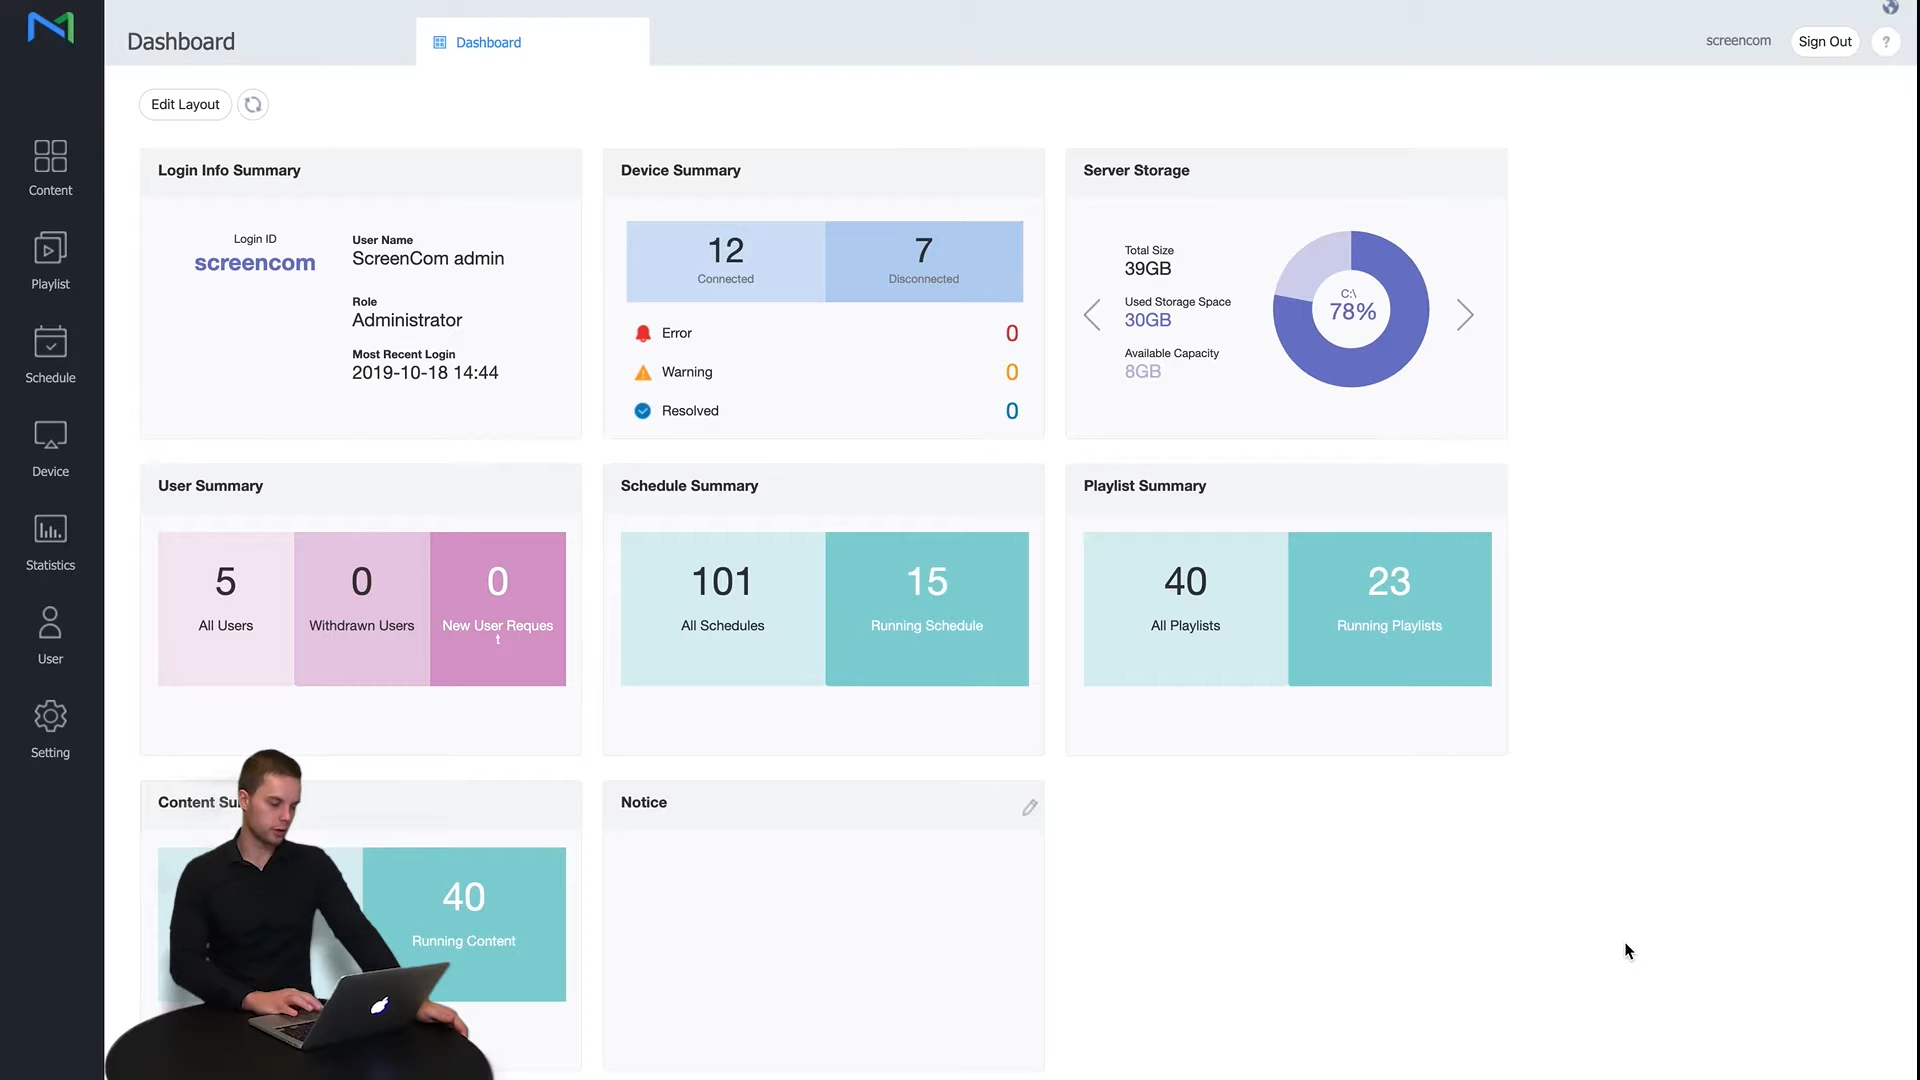 Dashboard
Dashboard
screencom
Sign Out
?
Edit Layout
Content
Playlist
Schedule
Device
Statistics
User
Setting
Login Info Summary
Login ID
screencom
User Name
ScreenCom admin
Role
Administrator
Most Recent Login
2019-10-18 14:44
Device Summary
12
Connected
7
Disconnected
Error 0
Warning 0
Resolved 0
Server Storage
Total Size
39GB
Used Storage Space
30GB
Available Capacity
8GB
C:\
78%
User Summary
5
All Users
0
Withdrawn Users
0
New User Reques
t
Schedule Summary
101
All Schedules
15
Running Schedule
Playlist Summary
40
All Playlists
23
Running Playlists
Content Su
40
Running Content
Notice